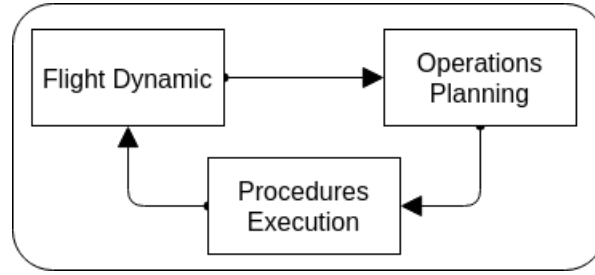 Flight Dynamic
Operations
Planning
Procedures
Execution